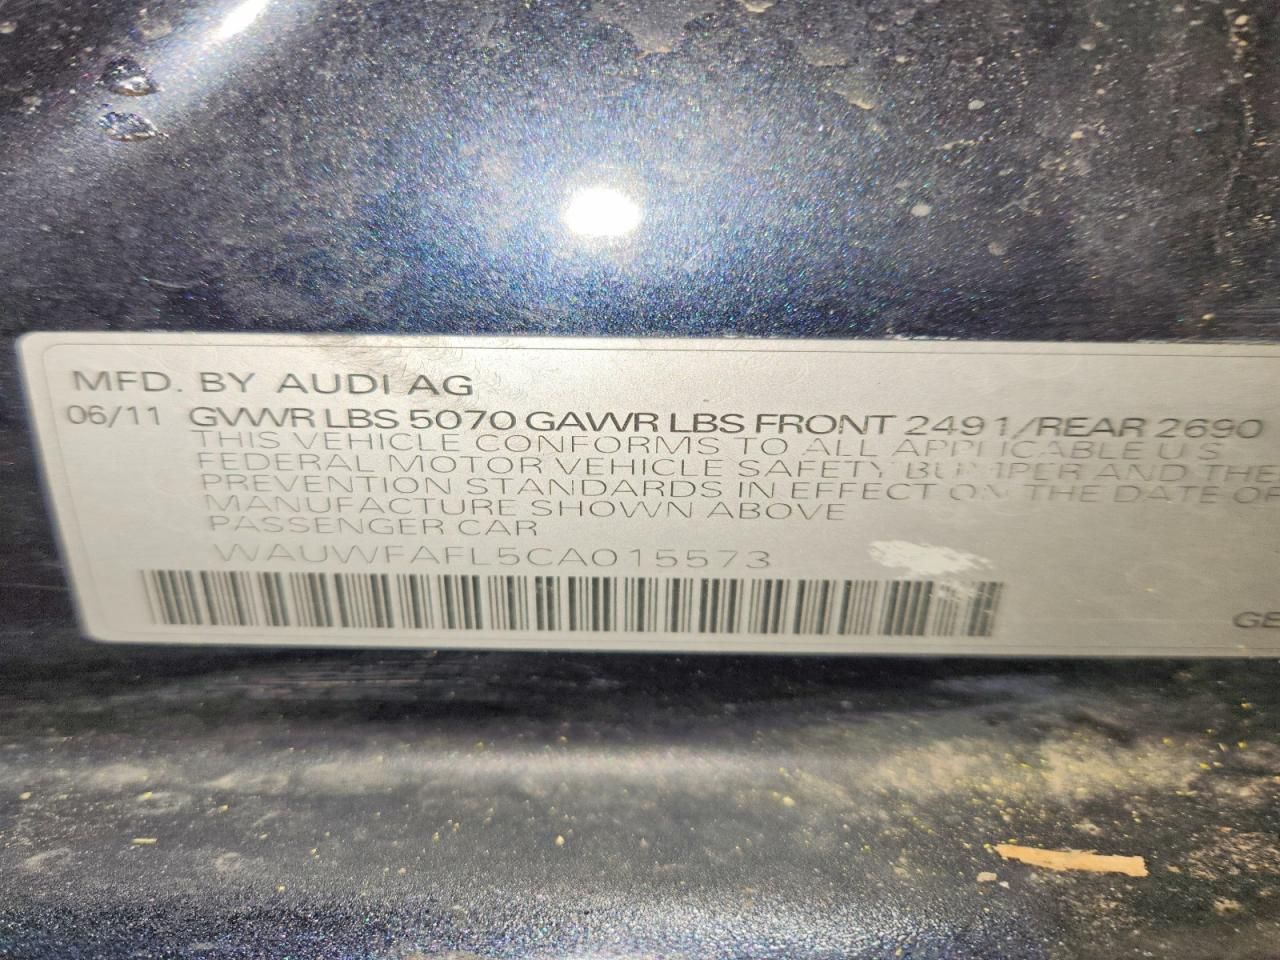 MFD. BY AUDI AG
06/11 GVWR LBS 5070 GAWR LBS FRONT 2491/REAR 2690
THIS VEHICLE CONFORMS TO ALL APPLICABLE U S
FEDERAL MOTOR VEHICLE SAFETY BUMPER AND THE
PREVENTION STANDARDS IN EFFECT ON THE DATE OF
MANUFACTURE SHOWN ABOVE
PASSENGER CAR
WAUWFAFL5CA015573